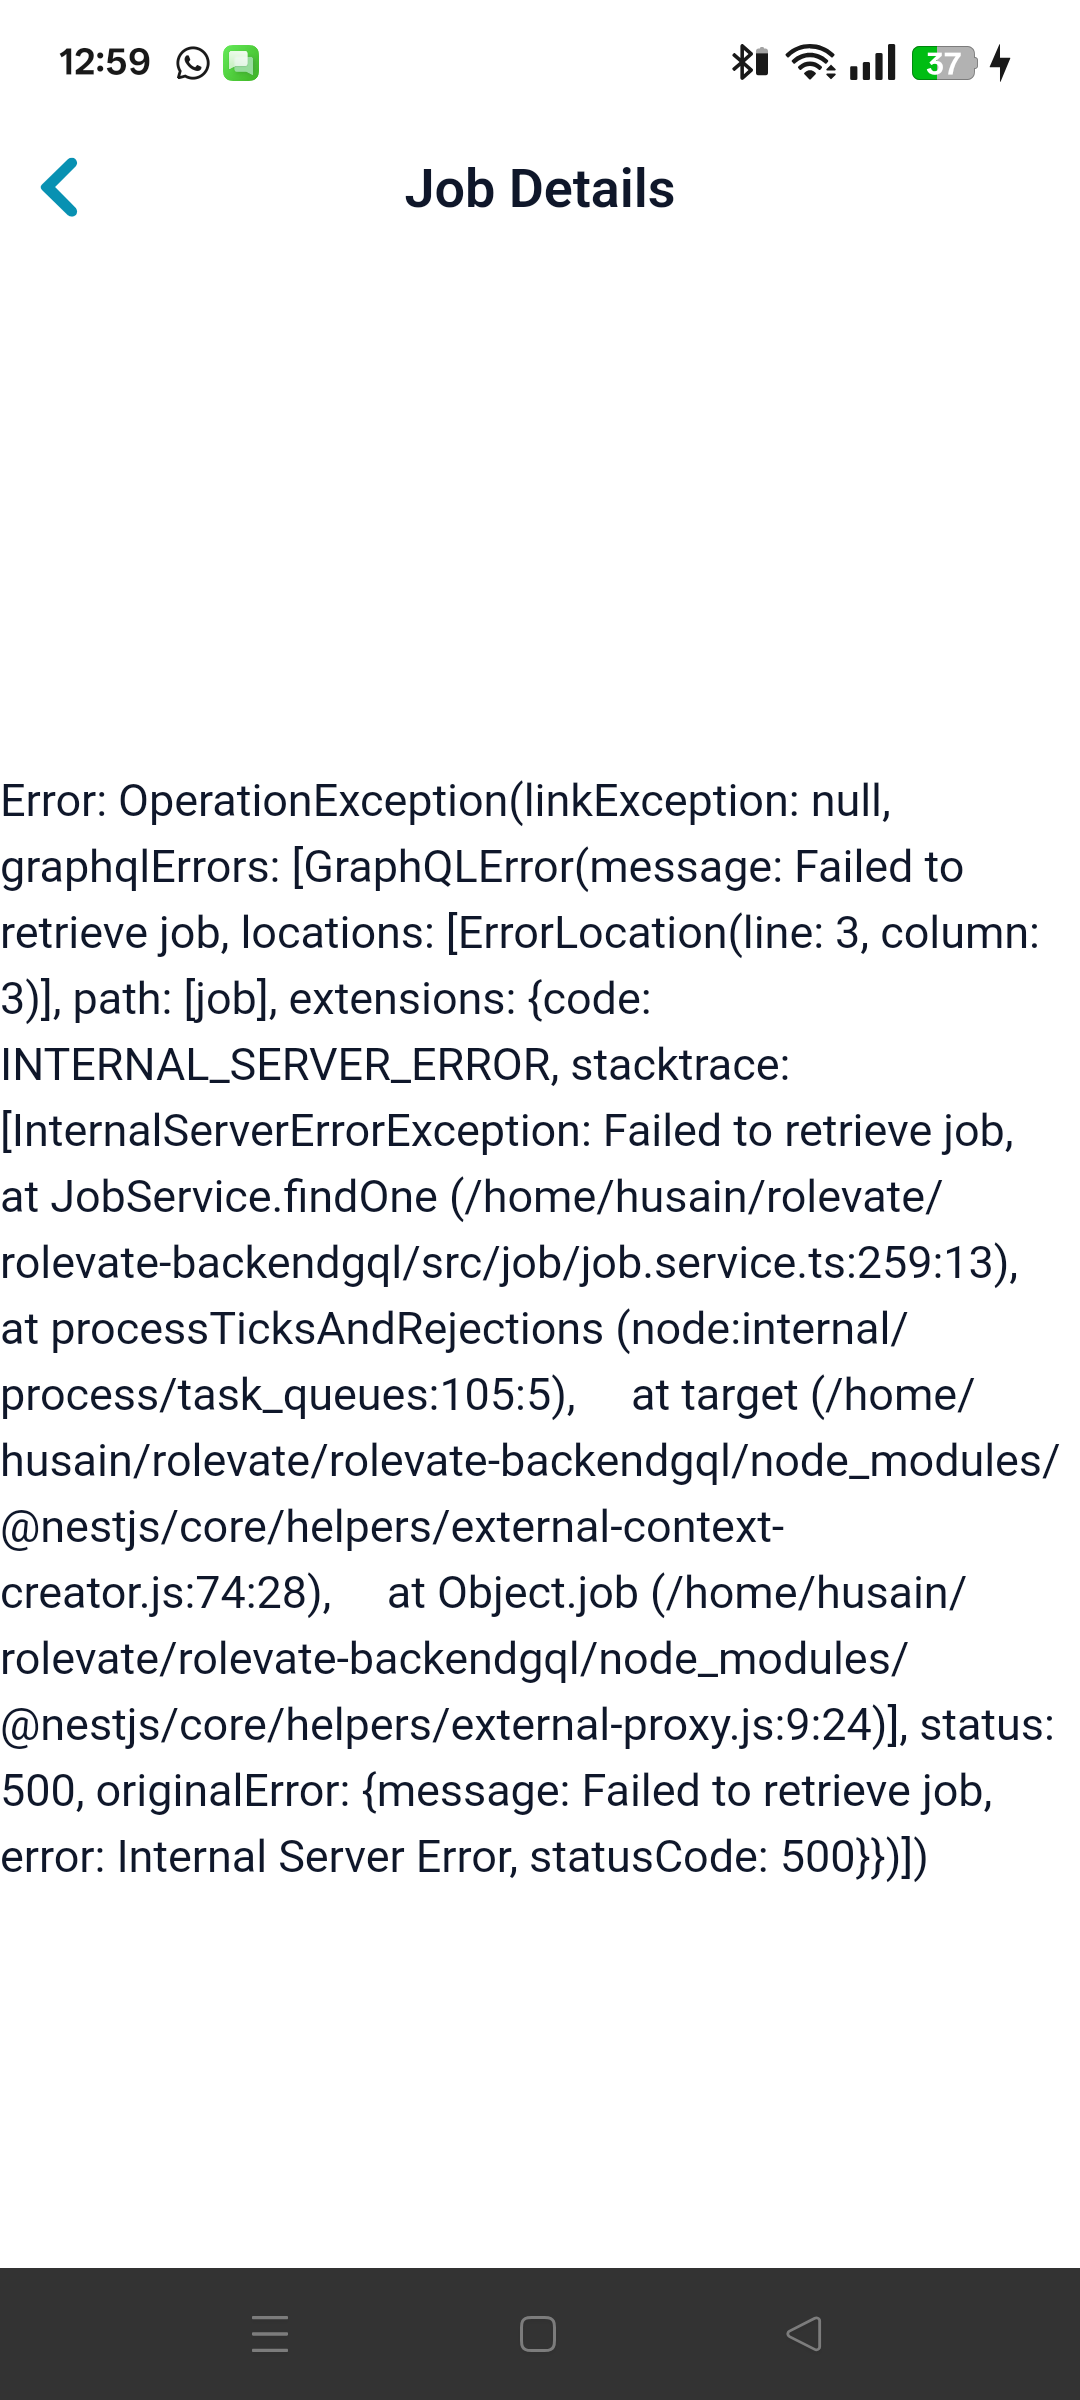 12:59
37
Job Details
Error: OperationException(linkException: null,
graphqlErrors: [GraphQLError(message: Failed to
retrieve job, locations: [ErrorLocation(line: 3, column:
3)], path: [job], extensions: {code:
INTERNAL_SERVER_ERROR, stacktrace:
[InternalServerErrorException: Failed to retrieve job,
at JobService.findOne (/home/husain/rolevate/
rolevate-backendgql/src/job/job.service.ts:259:13),
at processTicksAndRejections (node:internal/
process/task_queues:105:5),     at target (/home/
husain/rolevate/rolevate-backendgql/node_modules/
@nestjs/core/helpers/external-context-
creator.js:74:28),     at Object.job (/home/husain/
rolevate/rolevate-backendgql/node_modules/
@nestjs/core/helpers/external-proxy.js:9:24)], status:
500, originalError: {message: Failed to retrieve job,
error: Internal Server Error, statusCode: 500}})])